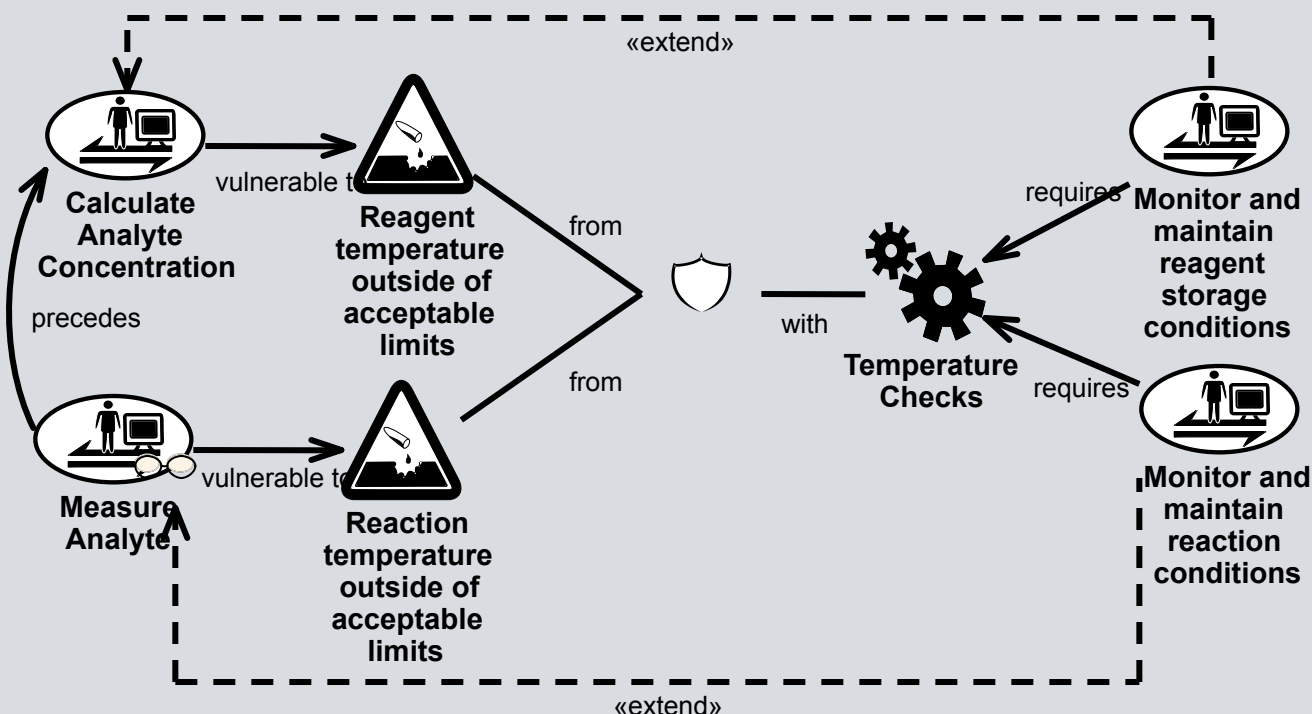 «extend»
vulnerable to
Calculate
Analyte
Concentration
precedes
Reagent
temperature
outside of
acceptable
limits
from
from
with
requires
Monitor and
maintain
reagent
storage
conditions
Temperature
Checks
requires
vulnerable to
Measure
Analyte
Reaction
temperature
outside of
acceptable
limits
Monitor and
maintain
reaction
conditions
«extend»